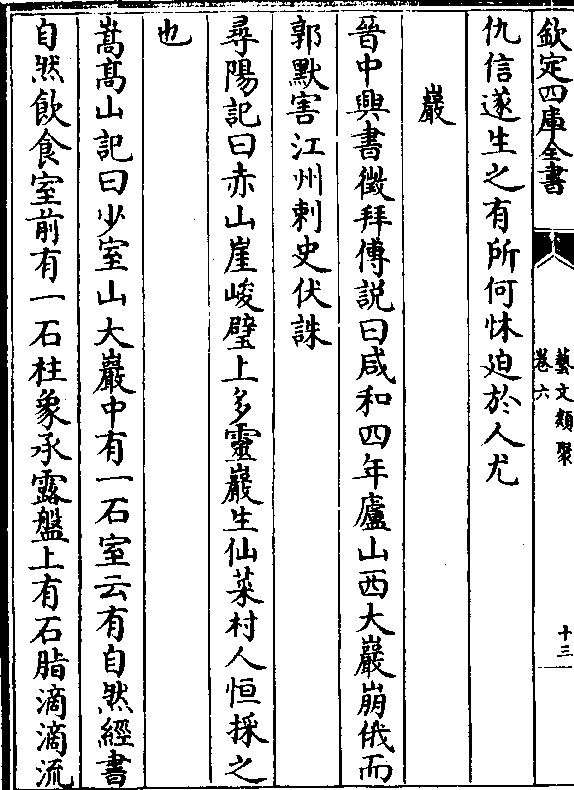 欽定四庫全書
藝文類聚
卷六
十三
仇信遂生之有所何怵迫於人尤
巖
晉中興書徵拜傅説曰咸和四年廬山西大巖崩俄而
郭默害江州剌史伏誅
尋陽記曰赤山崖峻壁上多靈巖生仙菜村人恒採之
也
嵩髙山記曰少室山大巖中有一石室云有自然經書
自然飲食室前有一石柱象承露盤上有石脂滴滴流